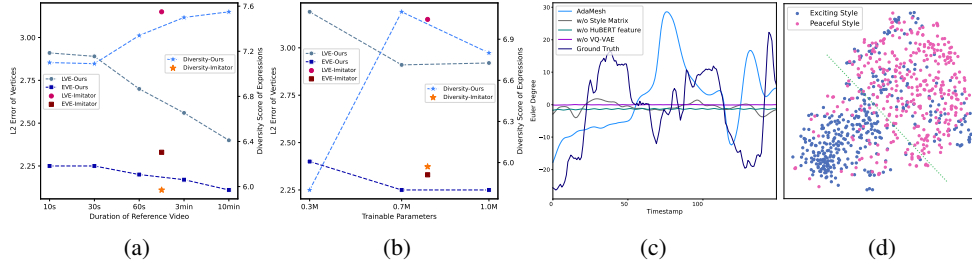 3.00
2.75
2.50
2.25
L2 Error of Vertices
10s
30s
60s
3min
10min
Duration of Reference Video
7.6
7.2
6.8
6.4
6.0
Diversity Score of Expressions
LVE-Ours
EVE-Ours
LVE-Imitator
EVE-Imitator
Diversity-Ours
Diversity-Imitator
(a)
3.00
2.75
2.50
2.25
L2 Error of Vertices
0.3M
0.7M
1.0M
Trainable Parameters
6.9
6.6
6.3
6.0
Diversity Score of Expressions
LVE-Ours
EVE-Ours
LVE-Imitator
EVE-Imitator
Diversity-Ours
Diversity-Imitator
(b)
AdaMesh
w/o Style Matrix
w/o HuBERT feature
w/o VQ-VAE
Ground Truth
30
20
10
0
−10
−20
Euler Degree
0
50
100
Timestamp
(c)
Exciting Style
Peaceful Style
(d)